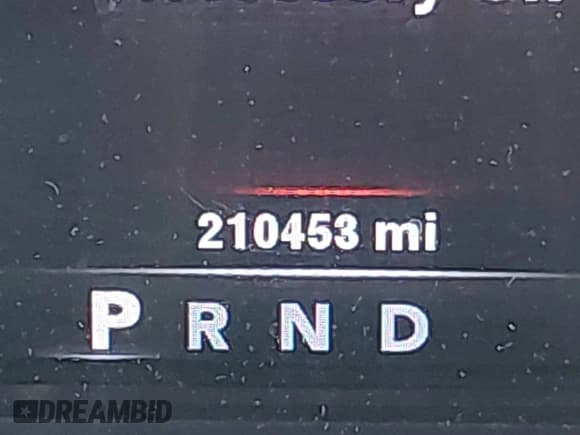 210453 mi
P R N D
DREAMBID